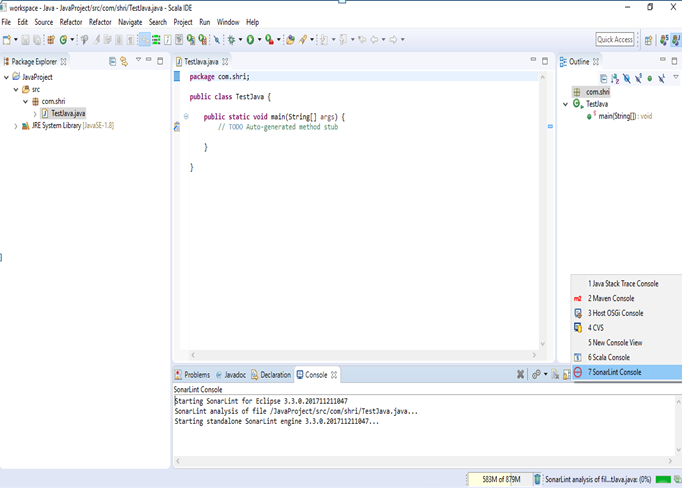 workspace - Java - JavaProject/src/com/shri/TestJava.java - Scala IDE
File Edit Source Refactor Refactor Navigate Search Project Run Window Help
Quick Access
Package Explorer
JavaProject
src
com.shri
TestJava.java
JRE System Library [JavaSE-1.8]
TestJava.java
package com.shri;
public class TestJava {
public static void main(String[] args) {
// TODO Auto-generated method stub
}
}
Outline
com.shri
TestJava
main(String[]) : void
1 Java Stack Trace Console
2 Maven Console
3 Host OSGi Console
4 CVS
5 New Console View
6 Scala Console
7 SonarLint Console
Problems Javadoc Declaration Console
SonarLint Console
Starting SonarLint for Eclipse 3.3.0.201711211047
SonarLint analysis of file /JavaProject/src/com/shri/TestJava.java...
Starting standalone SonarLint engine 3.3.0.201711211047...
583M of 879M
SonarLint analysis of fil...tJava.java: (0%)